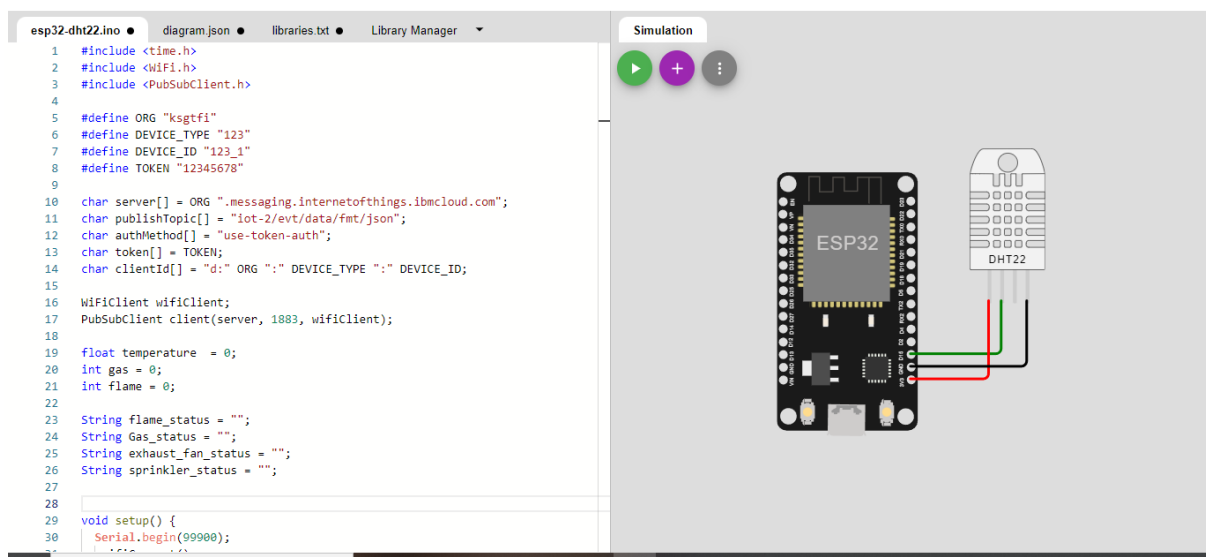 esp32-dht22.ino ● diagram.json ● libraries.txt ● Library Manager
Simulation
1 #include <time.h>
2 #include <WiFi.h>
3 #include <PubSubClient.h>
4
5 #define ORG "ksgtfi"
6 #define DEVICE_TYPE "123"
7 #define DEVICE_ID "123_1"
8 #define TOKEN "12345678"
9
10 char server[] = ORG ".messaging.internetofthings.ibmcloud.com";
11 char publishTopic[] = "iot-2/evt/data/fmt/json";
12 char authMethod[] = "use-token-auth";
13 char token[] = TOKEN;
14 char clientId[] = "d:" ORG ":" DEVICE_TYPE ":" DEVICE_ID;
15
16 WiFiClient wifiClient;
17 PubSubClient client(server, 1883, wifiClient);
18
19 float temperature  = 0;
20 int gas = 0;
21 int flame = 0;
22
23 String flame_status = "";
24 String Gas_status = "";
25 String exhaust_fan_status = "";
26 String sprinkler_status = "";
27
28
29 void setup() {
30 Serial.begin(99900);
ESP32
DHT22